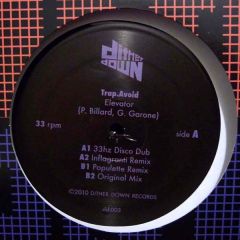 dither
down
Trap.Avoid
Elevator
(P. Billard, G. Garone)
33 rpm
side A
A1 33hz Disco Dub
A2 Inflagranti Remix
B1 Populette Remix
B2 Original Mix
©2010 DITHER DOWN RECORDS
dd003